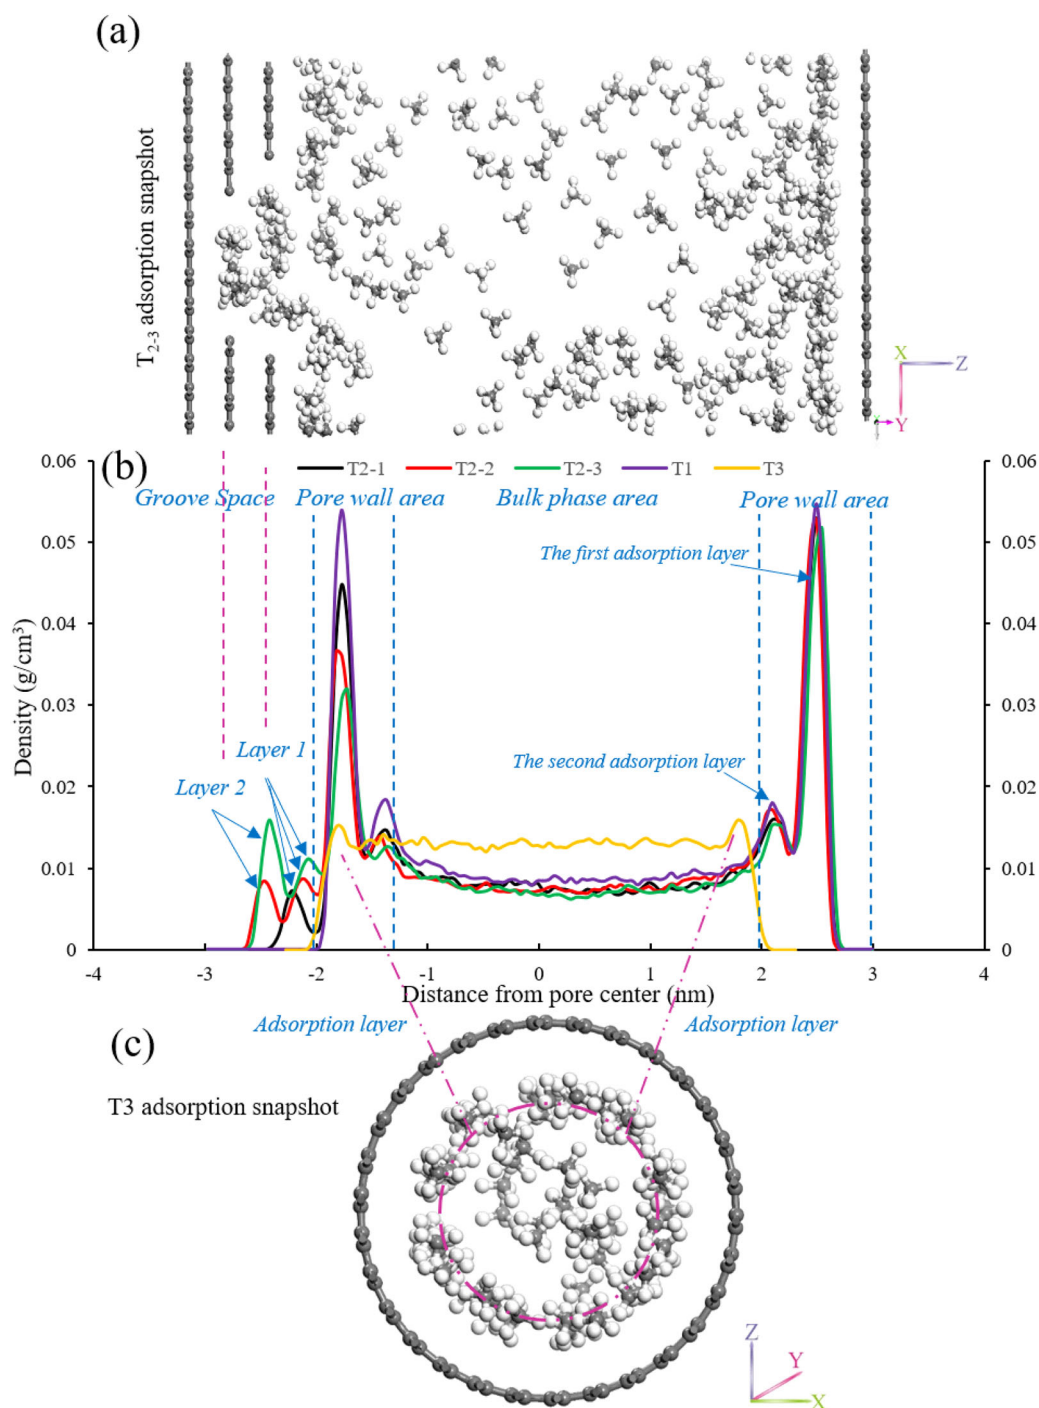 (a)
T2-3 adsorption snapshot
X
Z
Y
(b)
T2-1 T2-2 T2-3 T1 T3
Groove Space Pore wall area Bulk phase area Pore wall area
The first adsorption layer
The second adsorption layer
Layer 1
Layer 2
Density (g/cm³)
0.06
0.05
0.04
0.03
0.02
0.01
0
0.06
0.05
0.04
0.03
0.02
0.01
0
-4 -3 -2 -1 0 1 2 3 4
Distance from pore center (nm)
Adsorption layer Adsorption layer
(c)
T3 adsorption snapshot
Z
Y
X